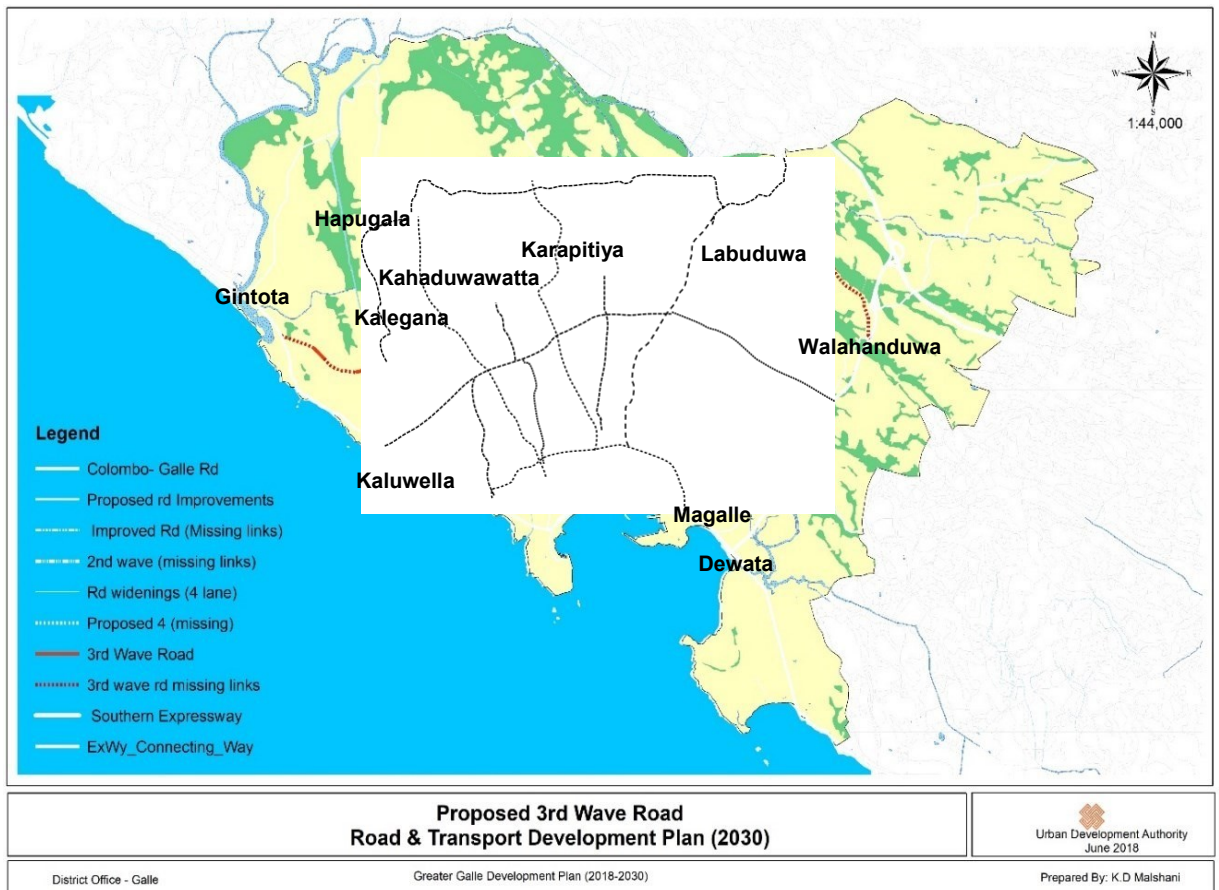 N
W
E
S
1:44,000
Hapugala
Karapitiya
Labuduwa
Kahaduwawatta
Gintota
Kalegana
Walahanduwa
Legend
Colombo- Galle Rd
Proposed rd Improvements
Improved Rd (Missing links)
2nd wave (missing links)
Rd widenings (4 lane)
Proposed 4 (missing)
3rd Wave Road
3rd wave rd missing links
Southern Expressway
ExWy_Connecting_Way
Kaluwella
Magalle
Dewata
Proposed 3rd Wave Road
Road & Transport Development Plan (2030)
Urban Development Authority
June 2018
District Office - Galle
Greater Galle Development Plan (2018-2030)
Prepared By: K.D Malshani